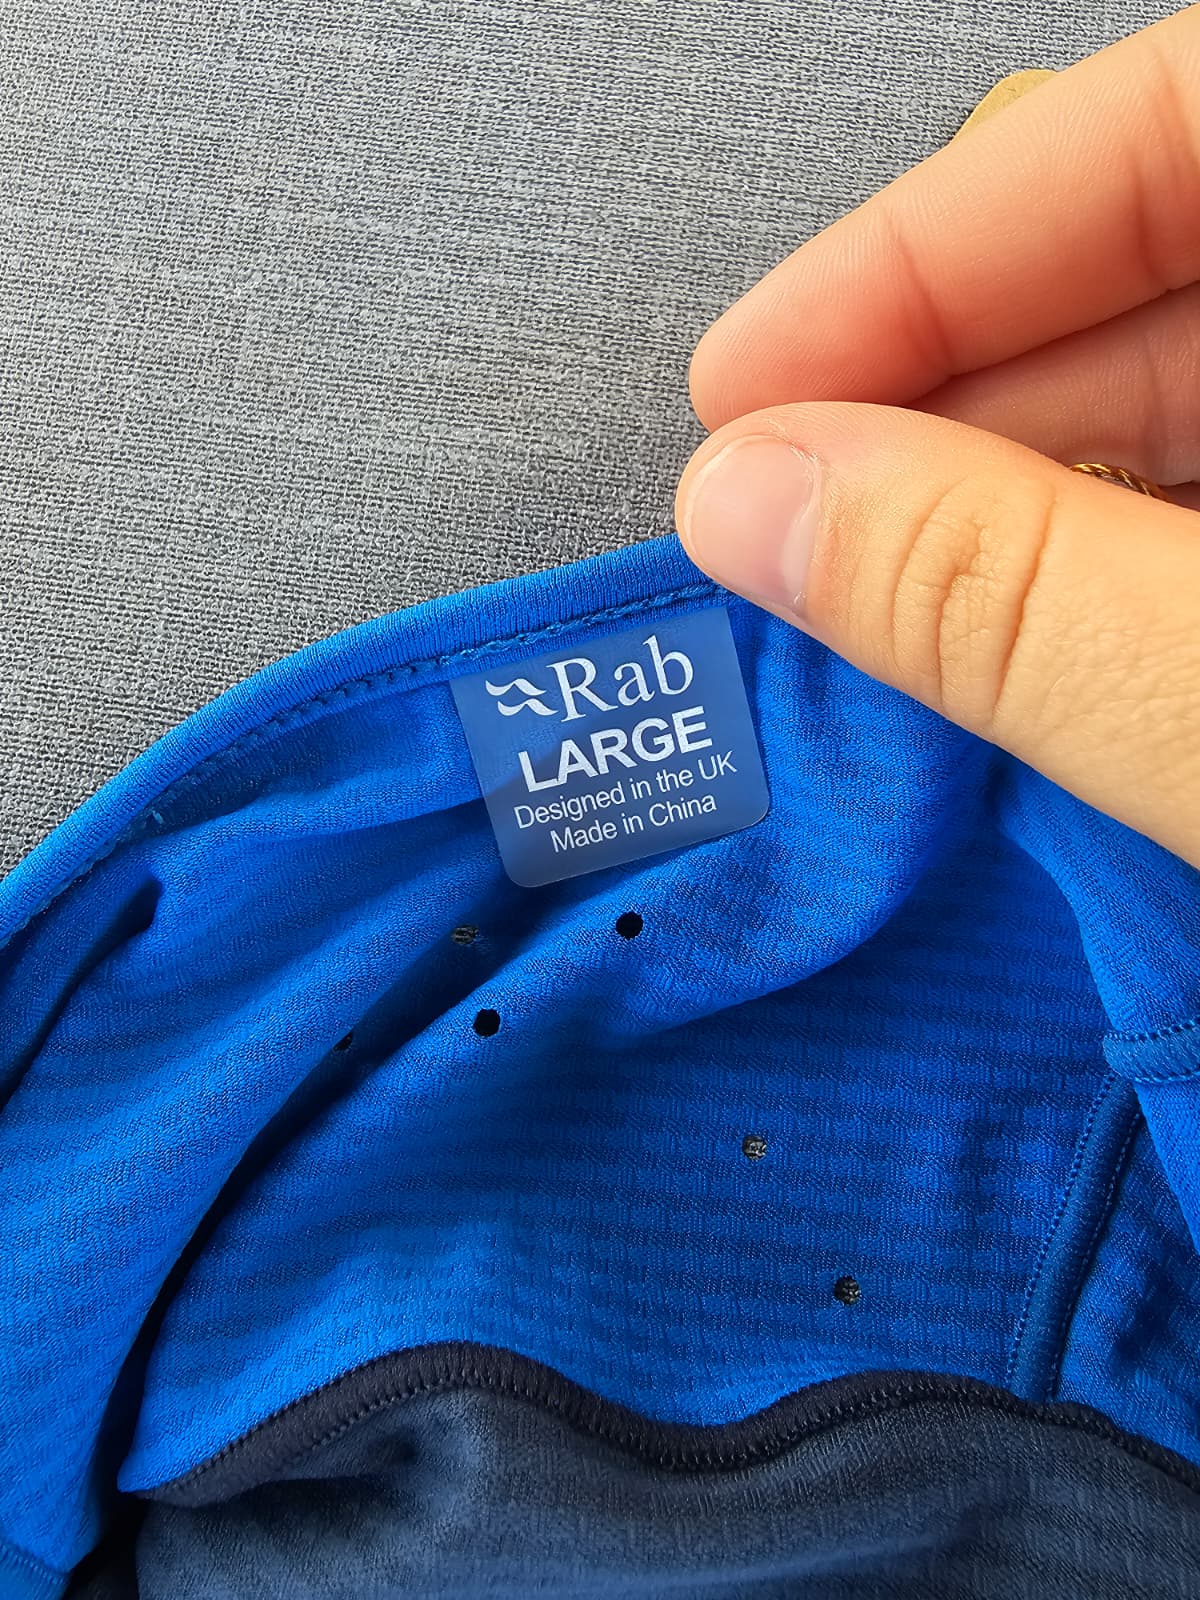 Rab
LARGE
Designed in the UK
Made in China